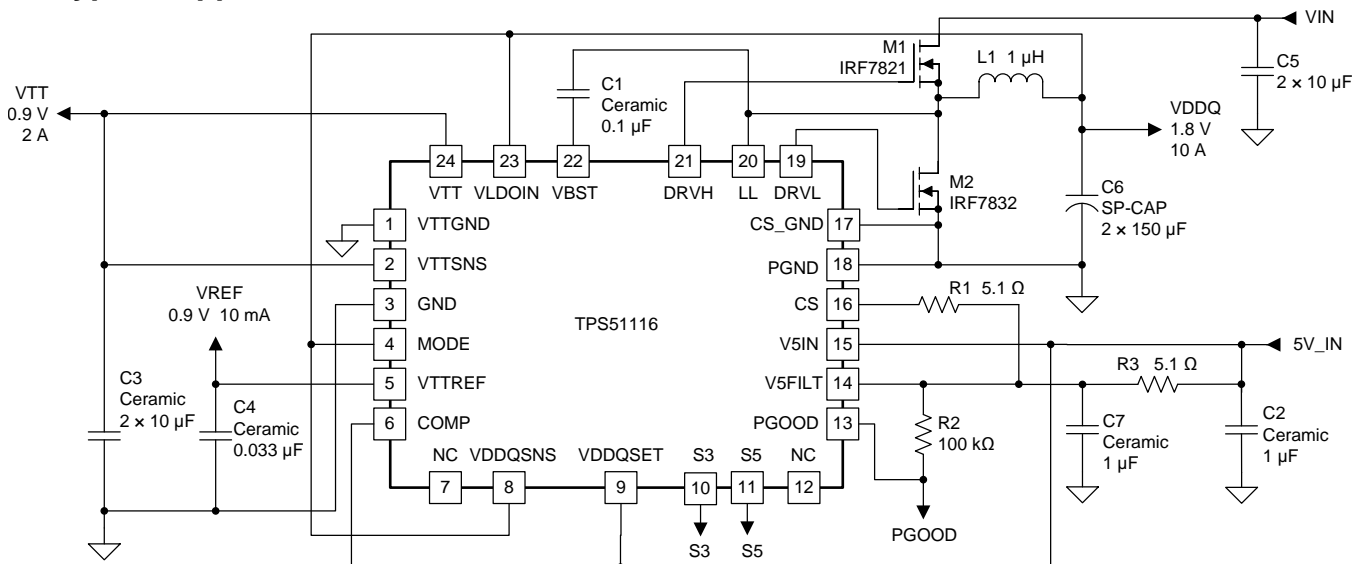 VIN
M1
IRF7821
L1 1 µH
C5
2 × 10 µF
C1
Ceramic
0.1 µF
VTT
0.9 V
2 A
VDDQ
1.8 V
10 A
24
23
22
21
20
19
VTT
VLDOIN
VBST
DRVH
LL
DRVL
M2
IRF7832
C6
SP-CAP
2 × 150 µF
1
VTTGND
CS_GND
17
2
VTTSNS
PGND
18
VREF
0.9 V 10 mA
3
GND
CS
16
R1 5.1 Ω
TPS51116
4
MODE
V5IN
15
5V_IN
5
VTTREF
V5FILT
14
R3 5.1 Ω
C3
Ceramic
2 × 10 µF
C4
Ceramic
0.033 µF
6
COMP
PGOOD
13
R2
100 kΩ
C7
Ceramic
1 µF
C2
Ceramic
1 µF
NC
VDDQSNS
VDDQSET
S3
S5
NC
7
8
9
10
11
12
S3
S5
PGOOD